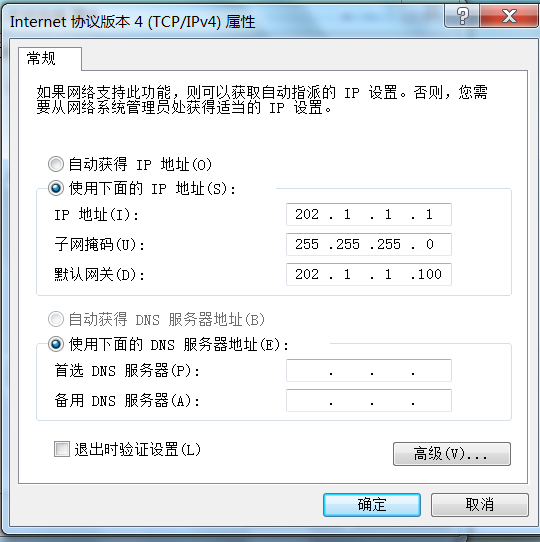 Internet 协议版本 4 (TCP/IPv4) 属性
常规
如果网络支持此功能，则可以获取自动指派的 IP 设置。否则，您需
要从网络系统管理员处获得适当的 IP 设置。
自动获得 IP 地址(O)
使用下面的 IP 地址(S):
IP 地址(I): 202 . 1 . 1 . 1
子网掩码(U): 255 .255 .255 . 0
默认网关(D): 202 . 1 . 1 .100
自动获得 DNS 服务器地址(B)
使用下面的 DNS 服务器地址(E):
首选 DNS 服务器(P): . . .
备用 DNS 服务器(A): . . .
退出时验证设置(L)
高级(V)...
确定 取消